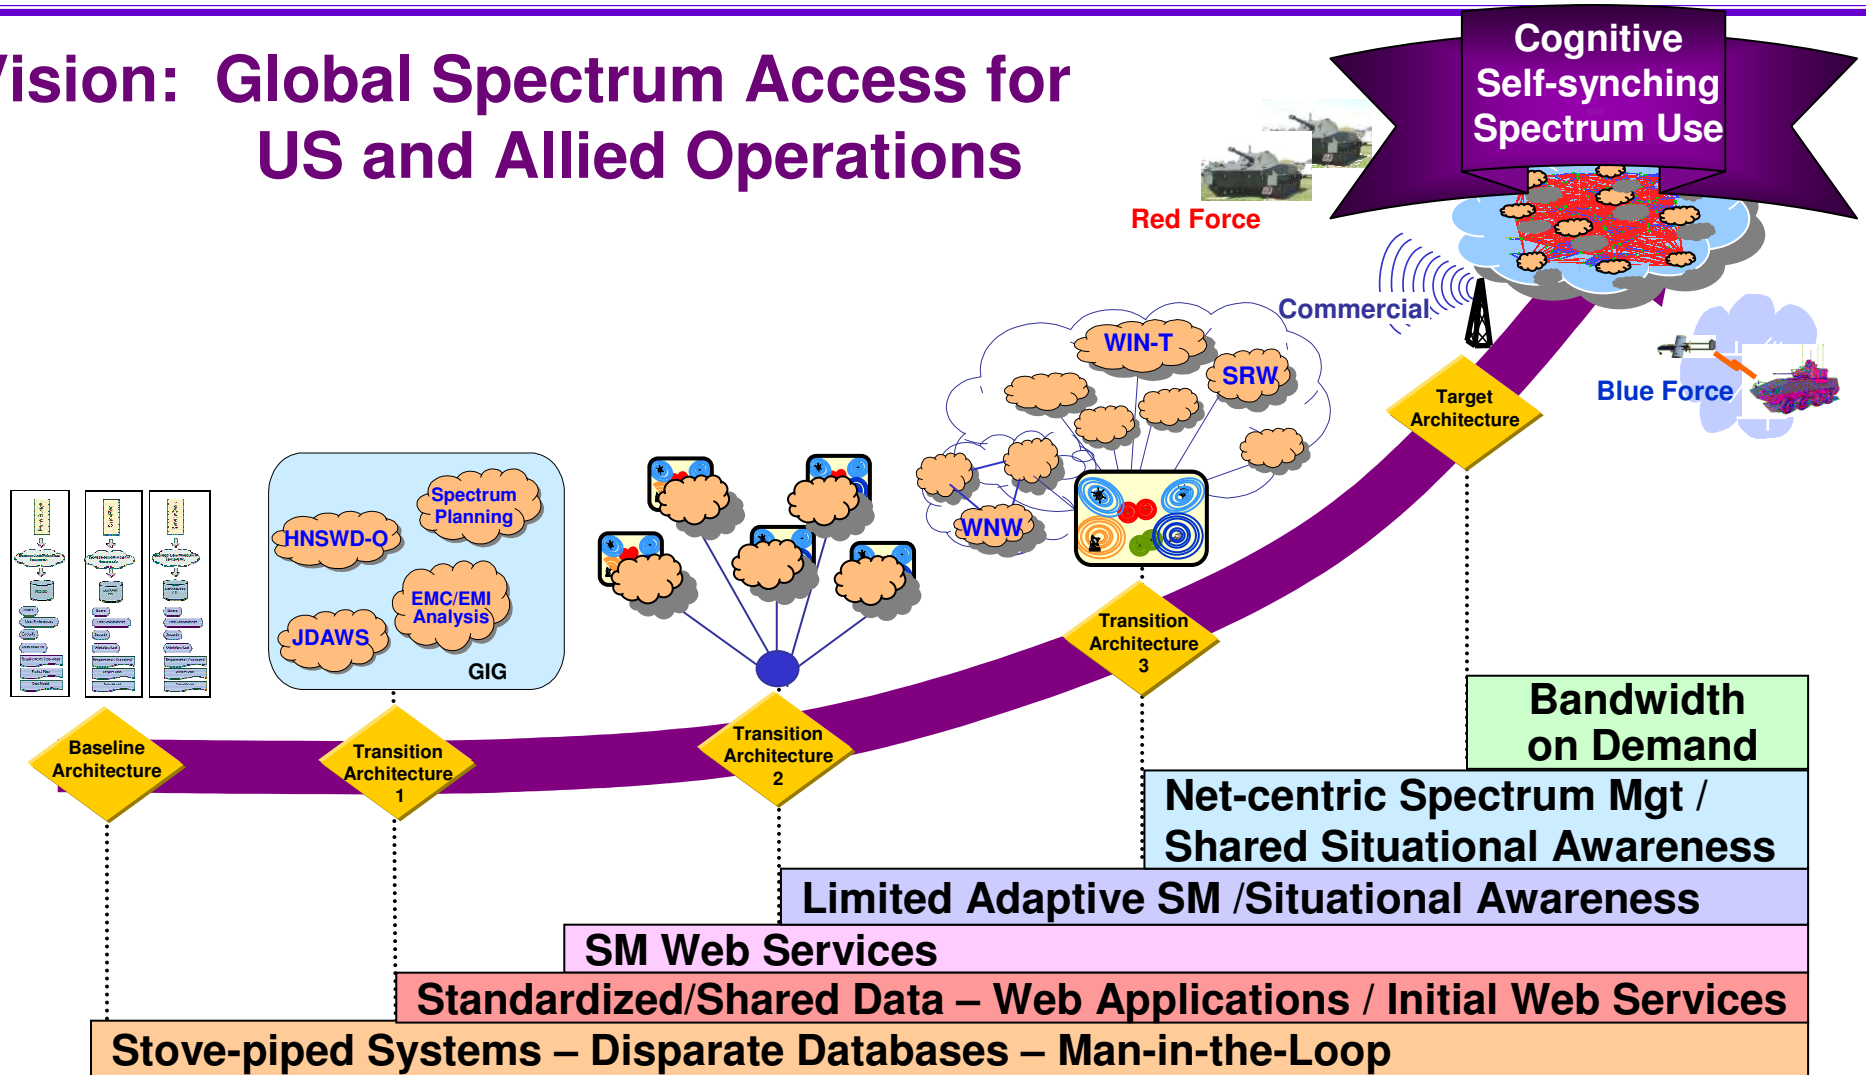 Vision: Global Spectrum Access for
US and Allied Operations
Cognitive
Self-synching
Spectrum Use
Red Force
Commercial
Blue Force
WIN-T
SRW
WNW
Spectrum
Planning
HNSWD-O
EMC/EMI
Analysis
JDAWS
GIG
Baseline
Architecture
Transition
Architecture
1
Transition
Architecture
2
Transition
Architecture
3
Target
Architecture
Bandwidth
on Demand
Net-centric Spectrum Mgt /
Shared Situational Awareness
Limited Adaptive SM /Situational Awareness
SM Web Services
Standardized/Shared Data – Web Applications / Initial Web Services
Stove-piped Systems – Disparate Databases – Man-in-the-Loop